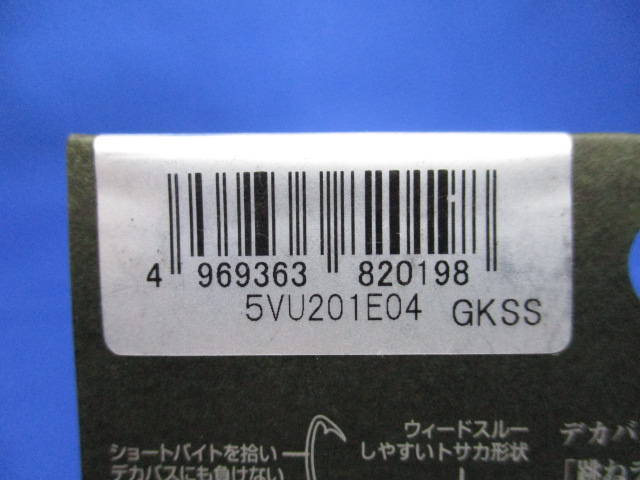 4 969363 820198
5VU201E04 GKSS
ショートバイトを拾い
デカバスにも負けない
ウィードスルー
しやすいトサカ形状
デカバ
「跳ね